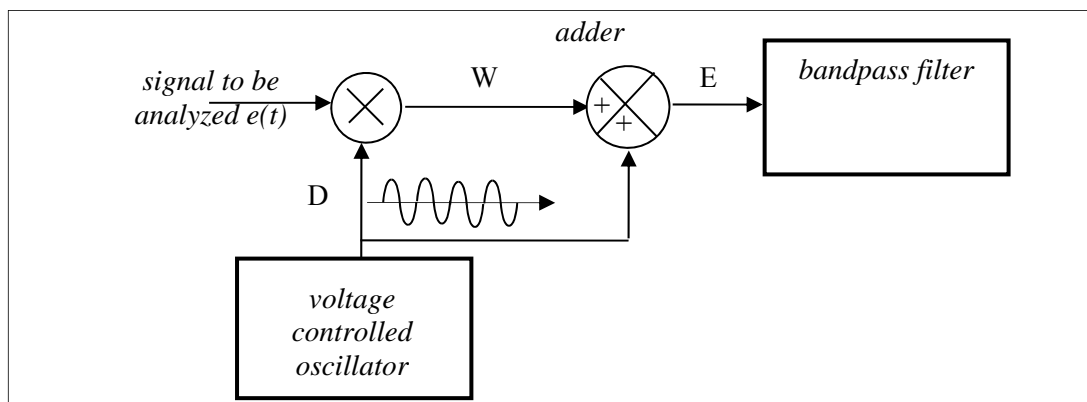 adder
signal to be
analyzed e(t)
W
+
+
E
bandpass filter
D
voltage
controlled
oscillator